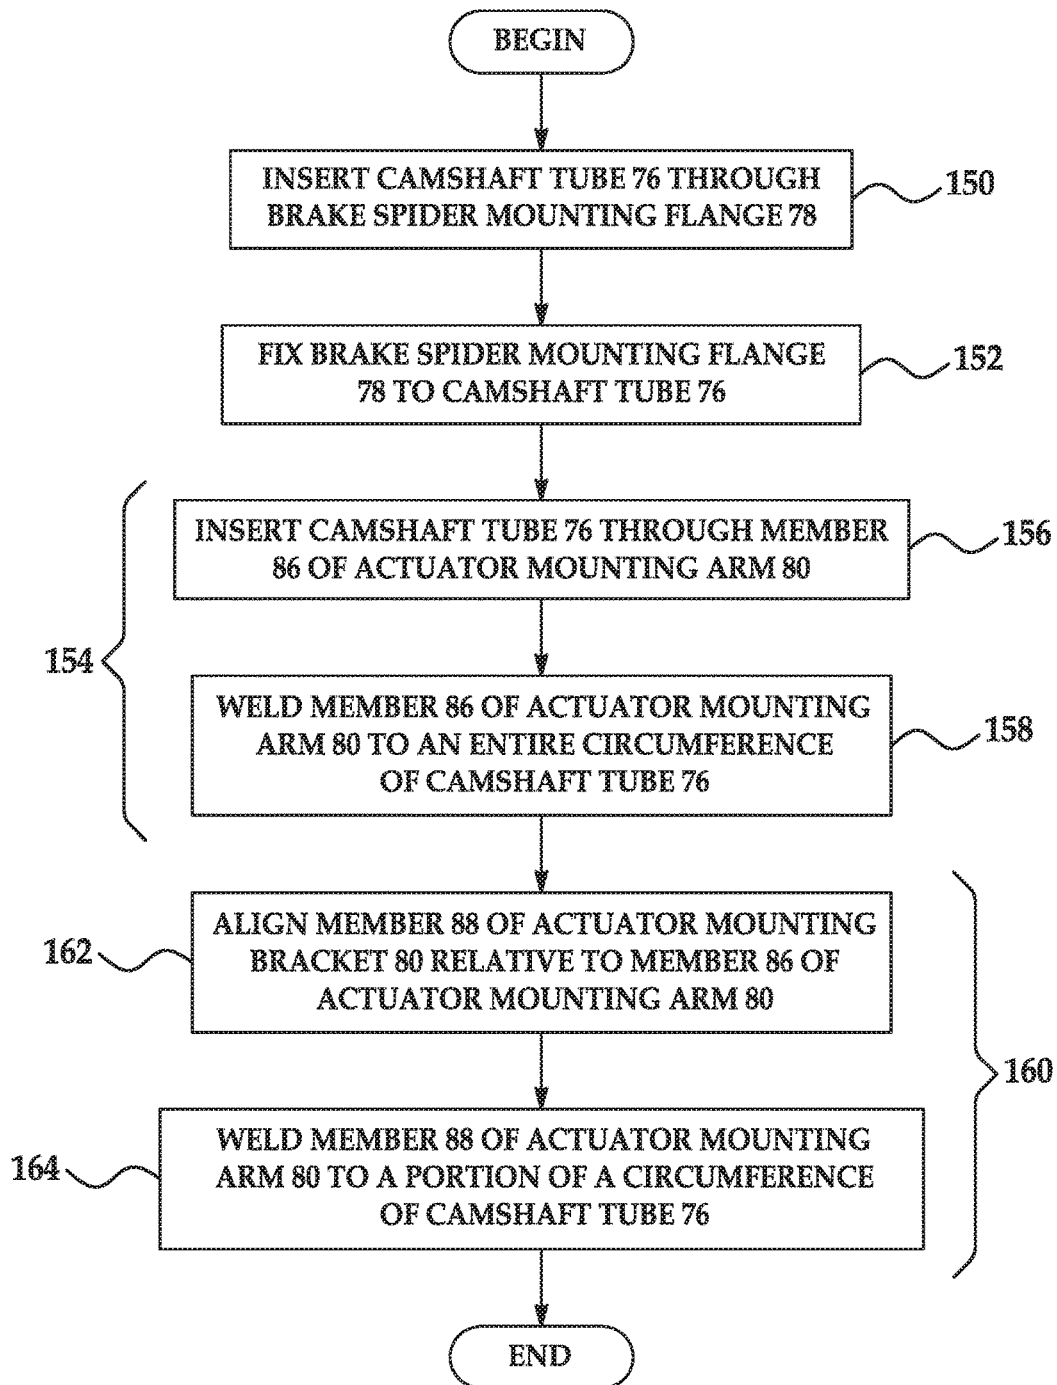 BEGIN
INSERT CAMSHAFT TUBE 76 THROUGH
BRAKE SPIDER MOUNTING FLANGE 78
150
FIX BRAKE SPIDER MOUNTING FLANGE
78 TO CAMSHAFT TUBE 76
152
INSERT CAMSHAFT TUBE 76 THROUGH MEMBER
86 OF ACTUATOR MOUNTING ARM 80
156
154
WELD MEMBER 86 OF ACTUATOR MOUNTING
ARM 80 TO AN ENTIRE CIRCUMFERENCE
OF CAMSHAFT TUBE 76
158
162
ALIGN MEMBER 88 OF ACTUATOR MOUNTING
BRACKET 80 RELATIVE TO MEMBER 86 OF
ACTUATOR MOUNTING ARM 80
160
164
WELD MEMBER 88 OF ACTUATOR MOUNTING
ARM 80 TO A PORTION OF A CIRCUMFERENCE
OF CAMSHAFT TUBE 76
END